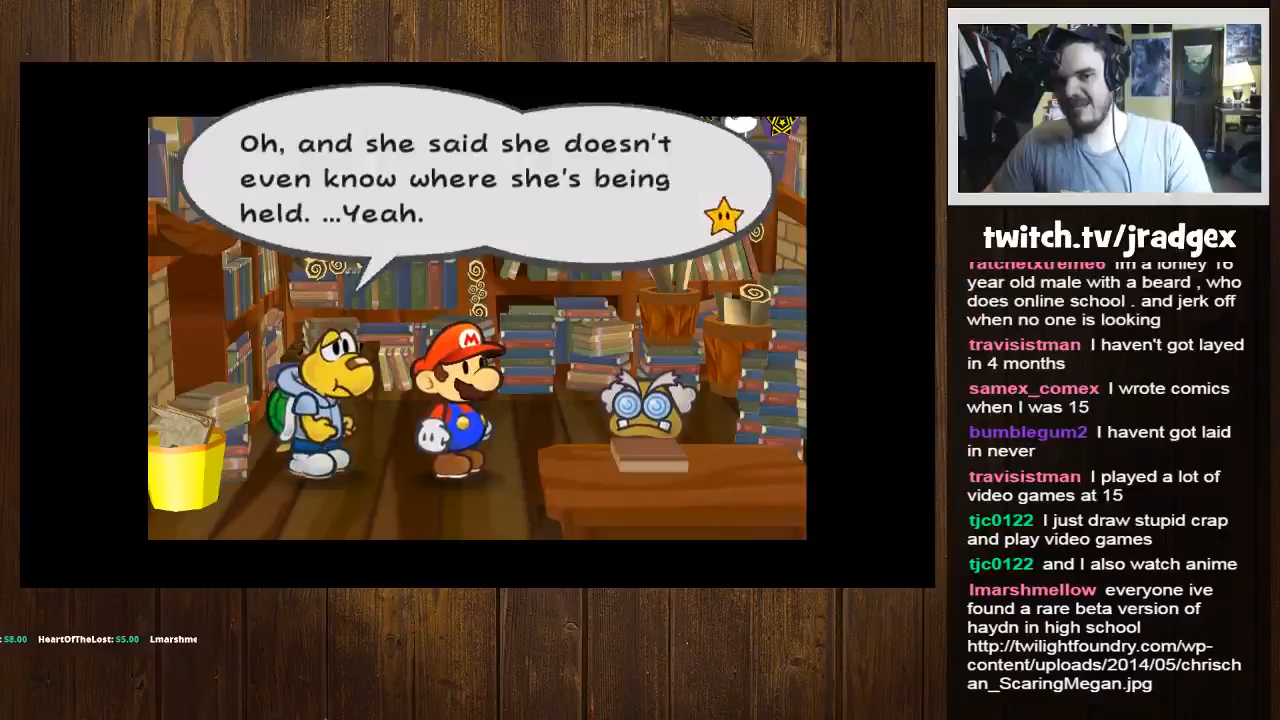 Oh, and she said she doesn't
even know where she's being
held. ...Yeah.
M
twitch.tv/jradgex
ratchetxtreme6 im a lonley 16
year old male with a beard , who
does online school . and jerk off
when no one is looking
travisistman I haven't got layed
in 4 months
samex_comex I wrote comics
when I was 15
bumblegum2 I havent got laid
in never
travisistman I played a lot of
video games at 15
tjc0122 I just draw stupid crap
and play video games
tjc0122 and I also watch anime
lmarshmellow everyone ive
found a rare beta version of
haydn in high school
http://twilightfoundry.com/wp-
content/uploads/2014/05/chrisch
an_ScaringMegan.jpg
: $8.00 HeartOfTheLost: $5.00 Lmarshme